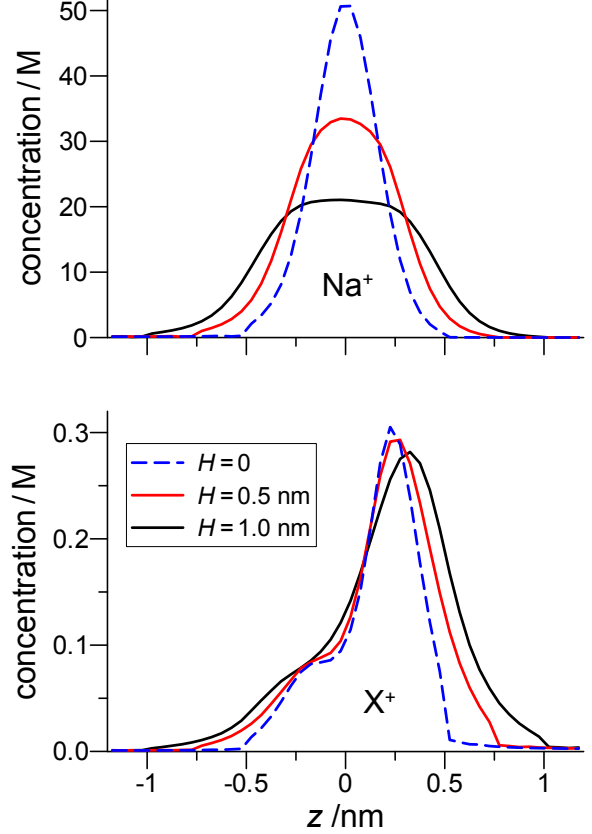 50
40
30
20
10
0
concentration / M
Na⁺
0.3
0.2
0.1
0.0
concentration / M
H = 0
H = 0.5 nm
H = 1.0 nm
X⁺
-1
-0.5
0
0.5
1
z /nm